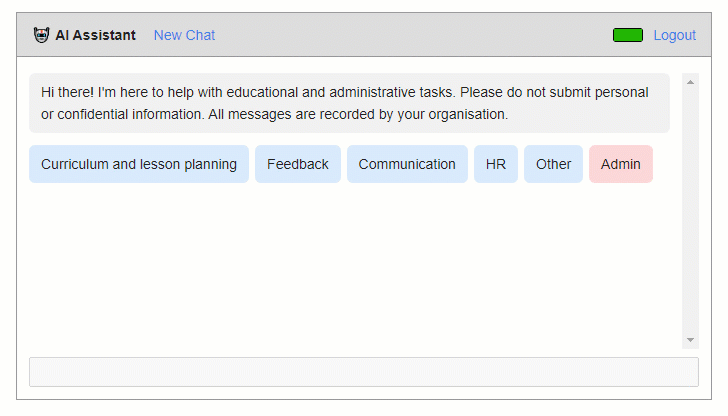 AI Assistant New Chat Logout
Hi there! I'm here to help with educational and administrative tasks. Please do not submit personal
or confidential information. All messages are recorded by your organisation.
Curriculum and lesson planning Feedback Communication HR Other Admin